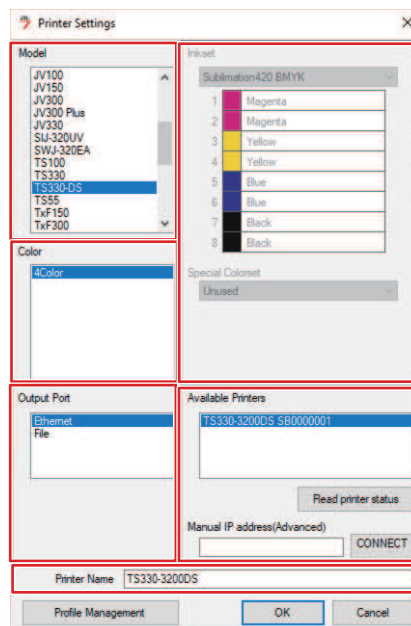 Printer Settings
Model
JV100
JV150
JV300
JV300 Plus
JV330
SIJ-320UV
SWJ-320EA
TS100
TS330
TS330-DS
TS55
TxF150
TxF300
Inkset
Sublimation420 BMYK
1 Magenta
2 Magenta
3 Yellow
4 Yellow
5 Blue
6 Blue
7 Black
8 Black
Color
4Color
Special Colorset
Unused
Output Port
Ethernet
File
Available Printers
TS330-3200DS SB0000001
Read printer status
Manual IP address(Advanced)
CONNECT
Printer Name TS330-3200DS
Profile Management OK Cancel